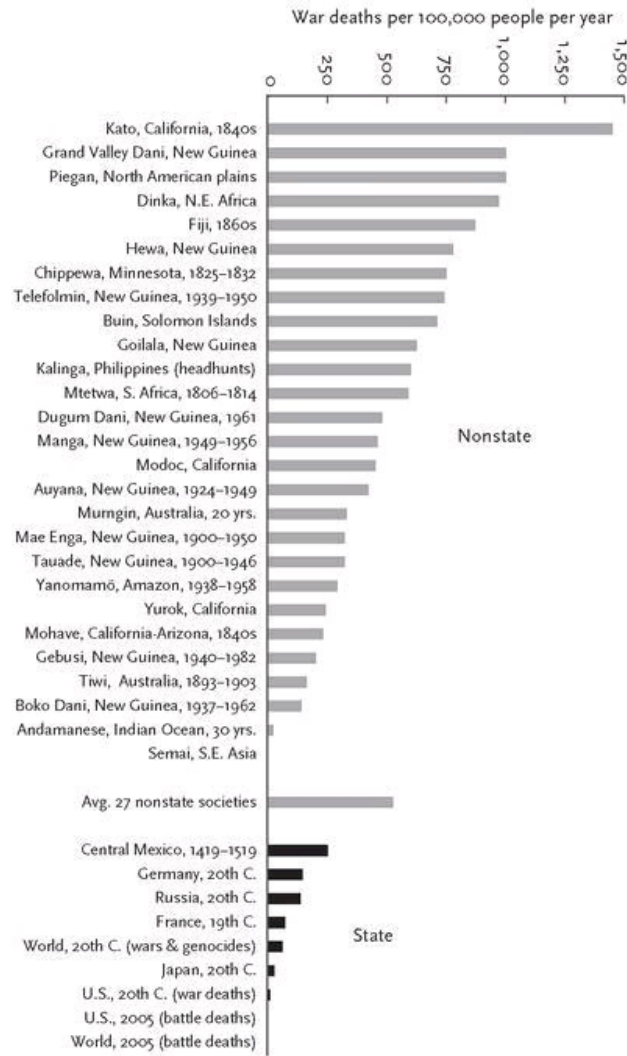 War deaths per 100,000 people per year
0 250 500 750 1,000 1,250 1,500
Kato, California, 1840s
Grand Valley Dani, New Guinea
Piegan, North American plains
Dinka, N.E. Africa
Fiji, 1860s
Hewa, New Guinea
Chippewa, Minnesota, 1825–1832
Telefolmin, New Guinea, 1939–1950
Buin, Solomon Islands
Goilala, New Guinea
Kalinga, Philippines (headhunts)
Mtetwa, S. Africa, 1806–1814
Dugum Dani, New Guinea, 1961
Manga, New Guinea, 1949–1956
Nonstate
Modoc, California
Auyana, New Guinea, 1924–1949
Murngin, Australia, 20 yrs.
Mae Enga, New Guinea, 1900–1950
Tauade, New Guinea, 1900–1946
Yanomamö, Amazon, 1938–1958
Yurok, California
Mohave, California-Arizona, 1840s
Gebusi, New Guinea, 1940–1982
Tiwi, Australia, 1893–1903
Boko Dani, New Guinea, 1937–1962
Andamanese, Indian Ocean, 30 yrs.
Semai, S.E. Asia
Avg. 27 nonstate societies
Central Mexico, 1419–1519
Germany, 20th C.
Russia, 20th C.
France, 19th C.
State
World, 20th C. (wars & genocides)
Japan, 20th C.
U.S., 20th C. (war deaths)
U.S., 2005 (battle deaths)
World, 2005 (battle deaths)